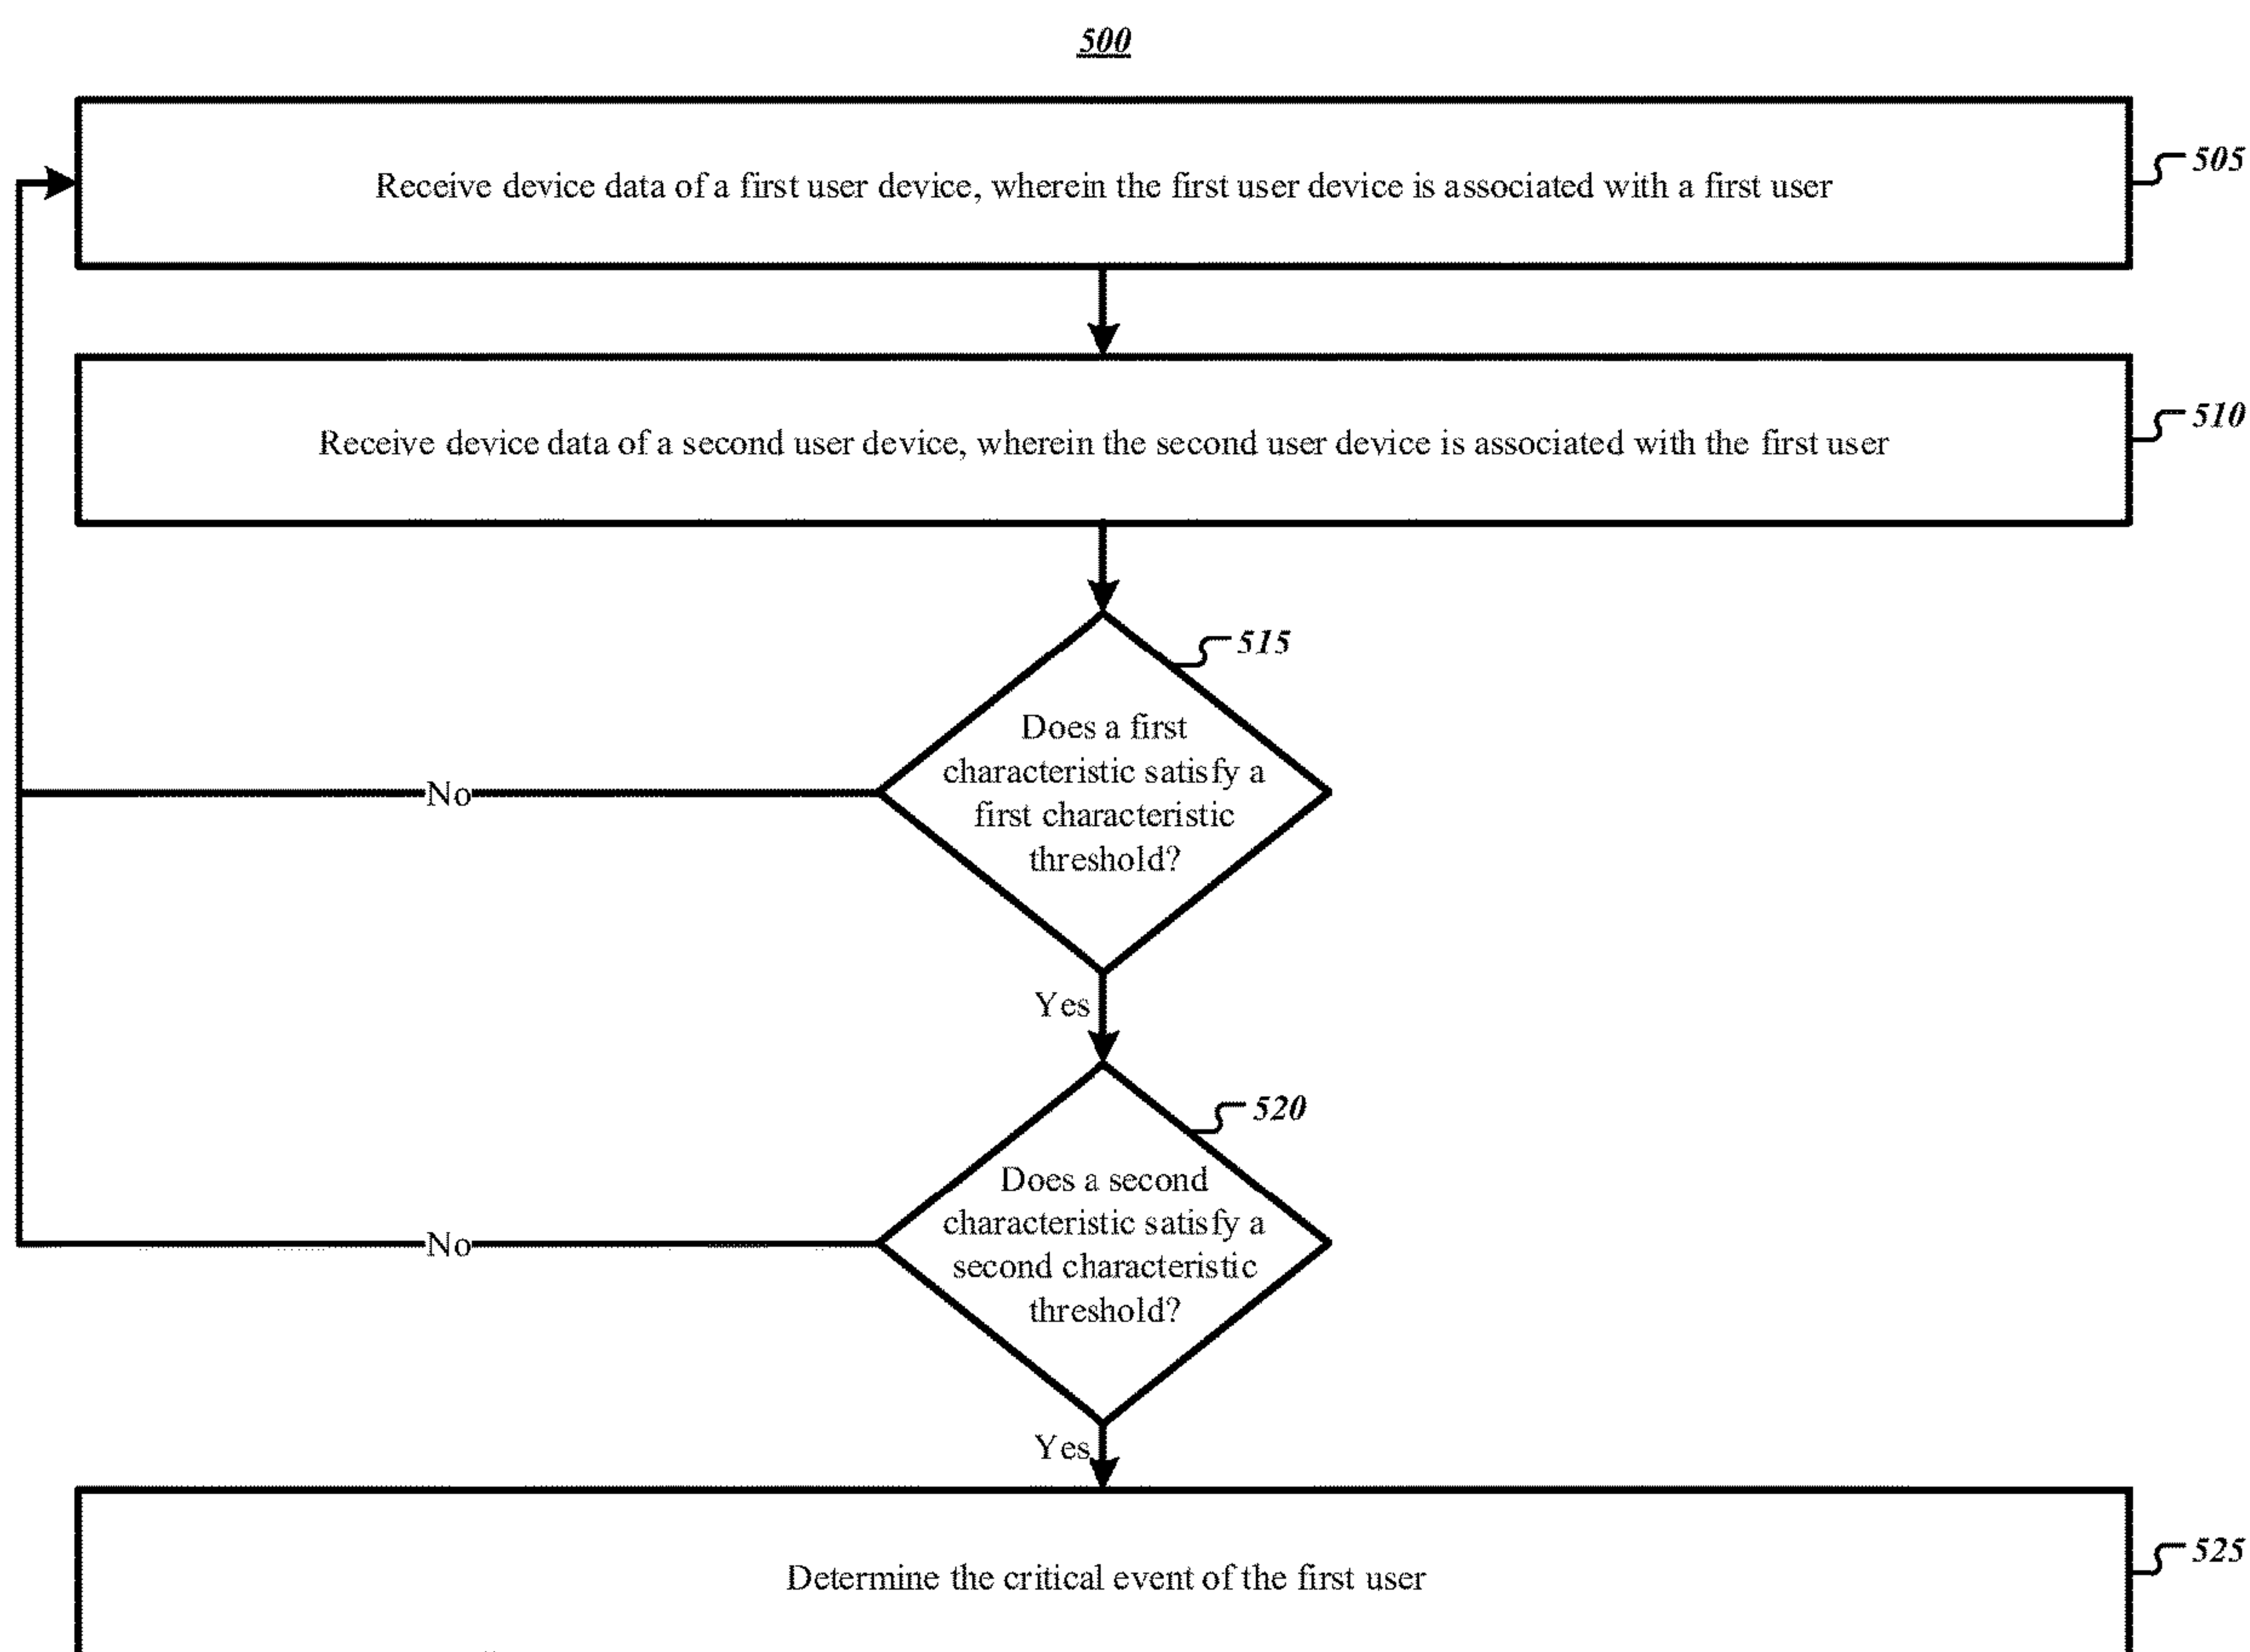 500
Receive device data of a first user device, wherein the first user device is associated with a first user
505
Receive device data of a second user device, wherein the second user device is associated with the first user
510
515
Does a first
characteristic satisfy a
first characteristic
threshold?
No
Yes
520
Does a second
characteristic satisfy a
second characteristic
threshold?
No
Yes
525
Determine the critical event of the first user